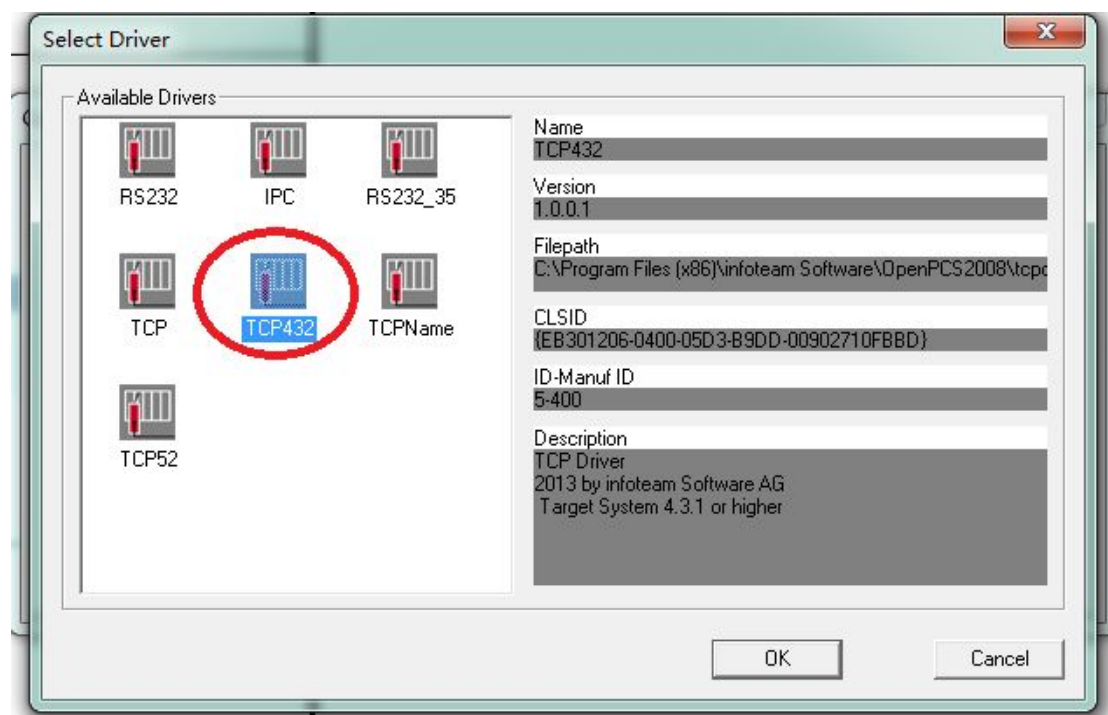 Select Driver
Available Drivers
RS232
IPC
RS232_35
TCP
TCP432
TCPName
TCP52
Name
TCP432
Version
1.0.0.1
Filepath
C:\Program Files (x86)\infoteam Software\OpenPCS2008\tcpc
CLSID
{EB301206-0400-05D3-B9DD-00902710FBBD}
ID-Manuf ID
5-400
Description
TCP Driver
2013 by infoteam Software AG
Target System 4.3.1 or higher
OK
Cancel